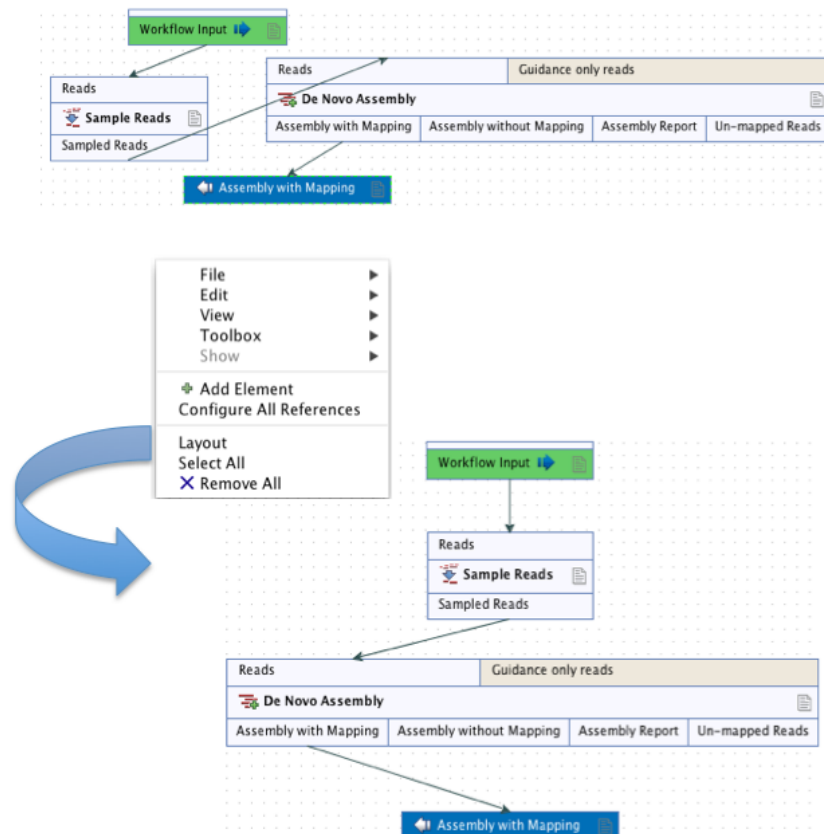 Workflow Input
Reads
Sample Reads
Sampled Reads
Reads Guidance only reads
De Novo Assembly
Assembly with Mapping Assembly without Mapping Assembly Report Un-mapped Reads
Assembly with Mapping
File
Edit
View
Toolbox
Show
Add Element
Configure All References
Layout
Select All
Remove All
Workflow Input
Reads
Sample Reads
Sampled Reads
Reads Guidance only reads
De Novo Assembly
Assembly with Mapping Assembly without Mapping Assembly Report Un-mapped Reads
Assembly with Mapping